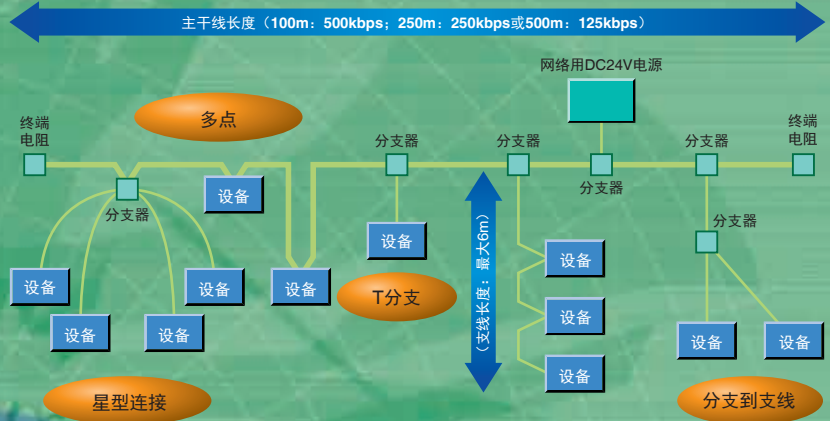 主干线长度（100m：500kbps；250m：250kbps或500m：125kbps）
网络用DC24V电源
多点
终端
电阻
分支器
分支器
分支器
终端
电阻
分支器
分支器
设备
分支器
设备
（支线长度：最大6m）
设备
设备
设备
设备
T分支
设备
设备
设备
设备
设备
设备
设备
星型连接
分支到支线